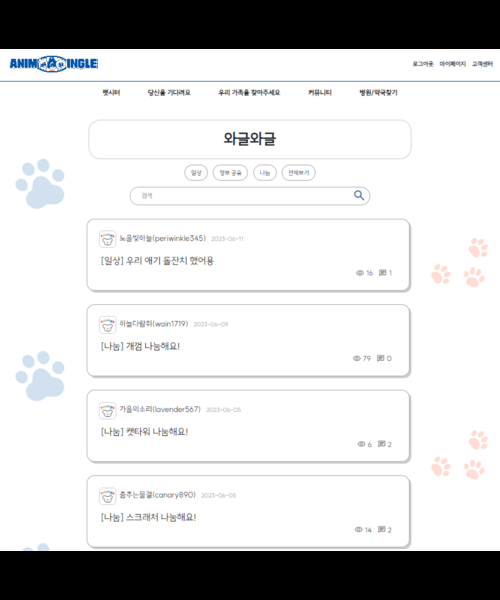 ANIM INGLE
로그아웃 마이페이지 고객센터
펫시터 당신을 기다려요 우리 가족을 찾아주세요 커뮤니티 병원/약국찾기
와글와글
일상 정보 공유 나눔 전체보기
검색
노을빛하늘(periwinkle345) 2023-06-11
[일상] 우리 애기 돌잔치 했어용
16 1
하늘다람쥐(wain1719) 2023-06-09
[나눔] 개껌 나눔해요!
79 0
가을의소리(lavender567) 2023-06-05
[나눔] 캣타워 나눔해요!
6 2
춤추는물결(canary890) 2023-06-05
[나눔] 스크래처 나눔해요!
14 2